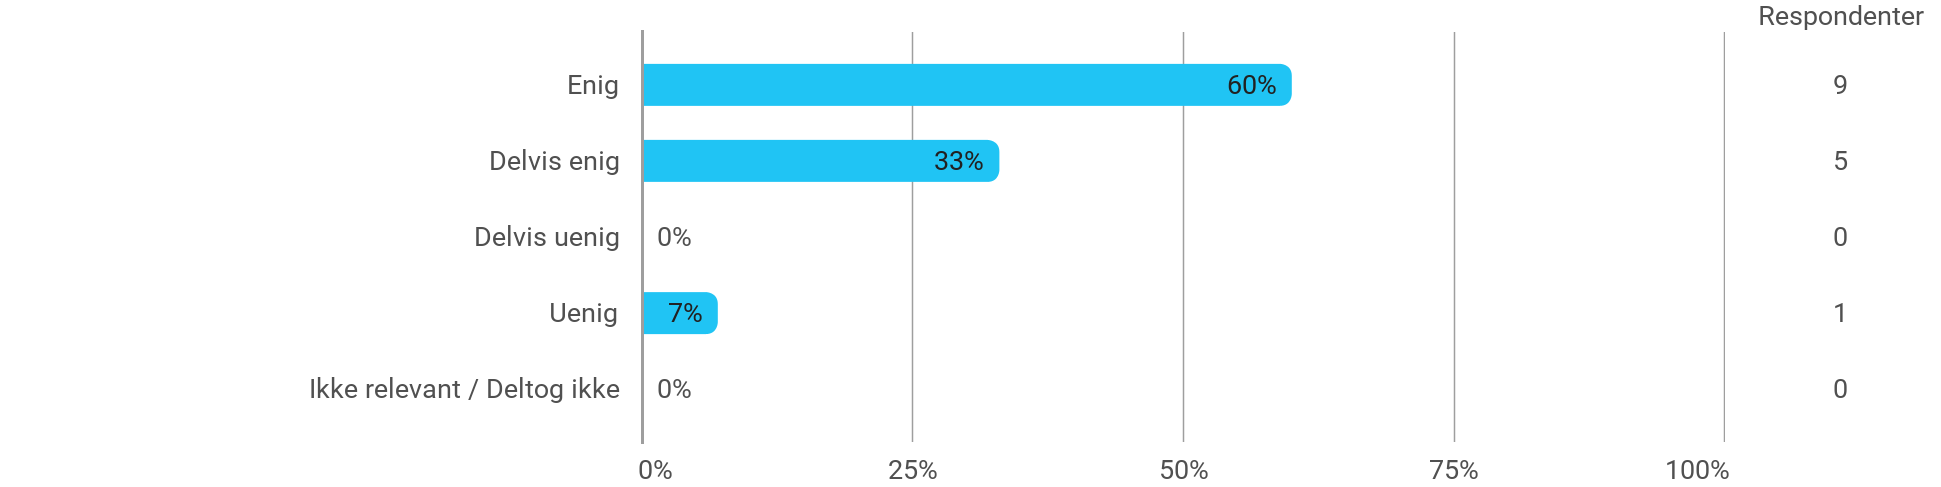 Respondenter
Enig 60% 9
Delvis enig 33% 5
Delvis uenig 0% 0
Uenig 7% 1
Ikke relevant / Deltog ikke 0% 0
0% 25% 50% 75% 100%